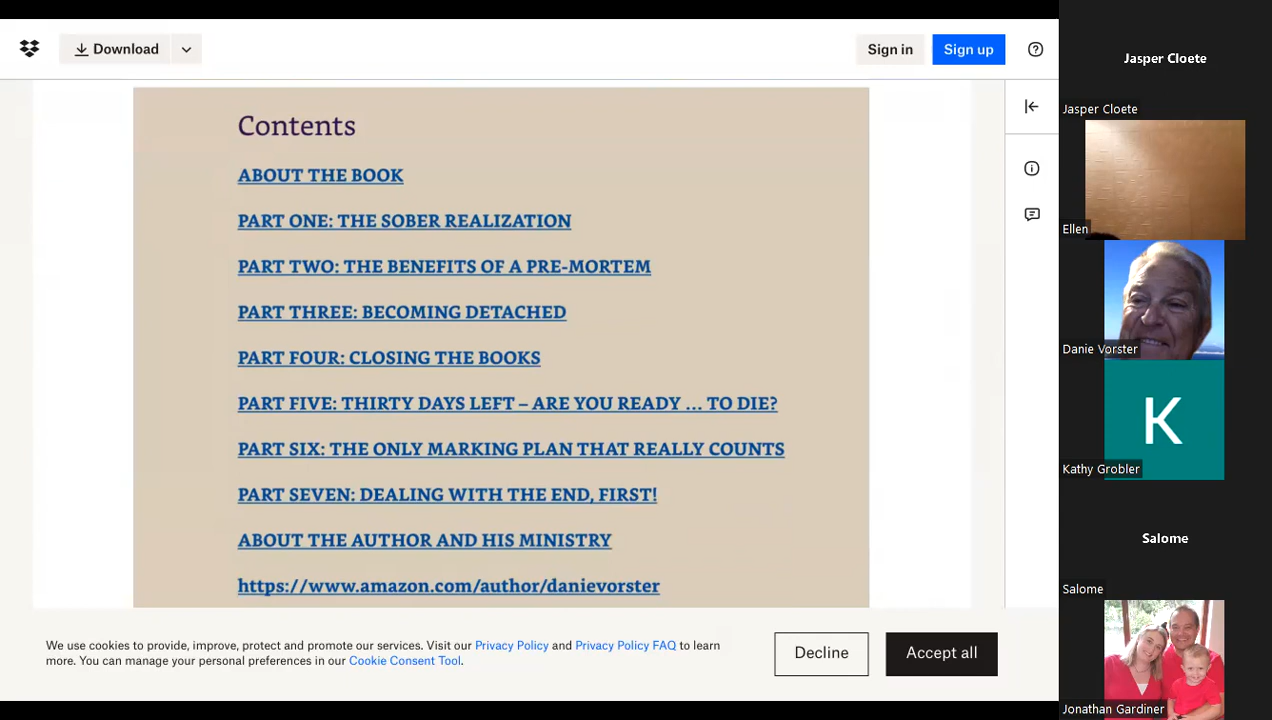 Download
Sign in
Sign up
Contents
ABOUT THE BOOK
PART ONE: THE SOBER REALIZATION
PART TWO: THE BENEFITS OF A PRE-MORTEM
PART THREE: BECOMING DETACHED
PART FOUR: CLOSING THE BOOKS
PART FIVE: THIRTY DAYS LEFT – ARE YOU READY … TO DIE?
PART SIX: THE ONLY MARKING PLAN THAT REALLY COUNTS
PART SEVEN: DEALING WITH THE END, FIRST!
ABOUT THE AUTHOR AND HIS MINISTRY
https://www.amazon.com/author/danievorster
We use cookies to provide, improve, protect and promote our services. Visit our Privacy Policy and Privacy Policy FAQ to learn
more. You can manage your personal preferences in our Cookie Consent Tool.
Decline
Accept all
Jasper Cloete
Jasper Cloete
Ellen
Danie Vorster
K
Kathy Grobler
Salome
Salome
Jonathan Gardiner